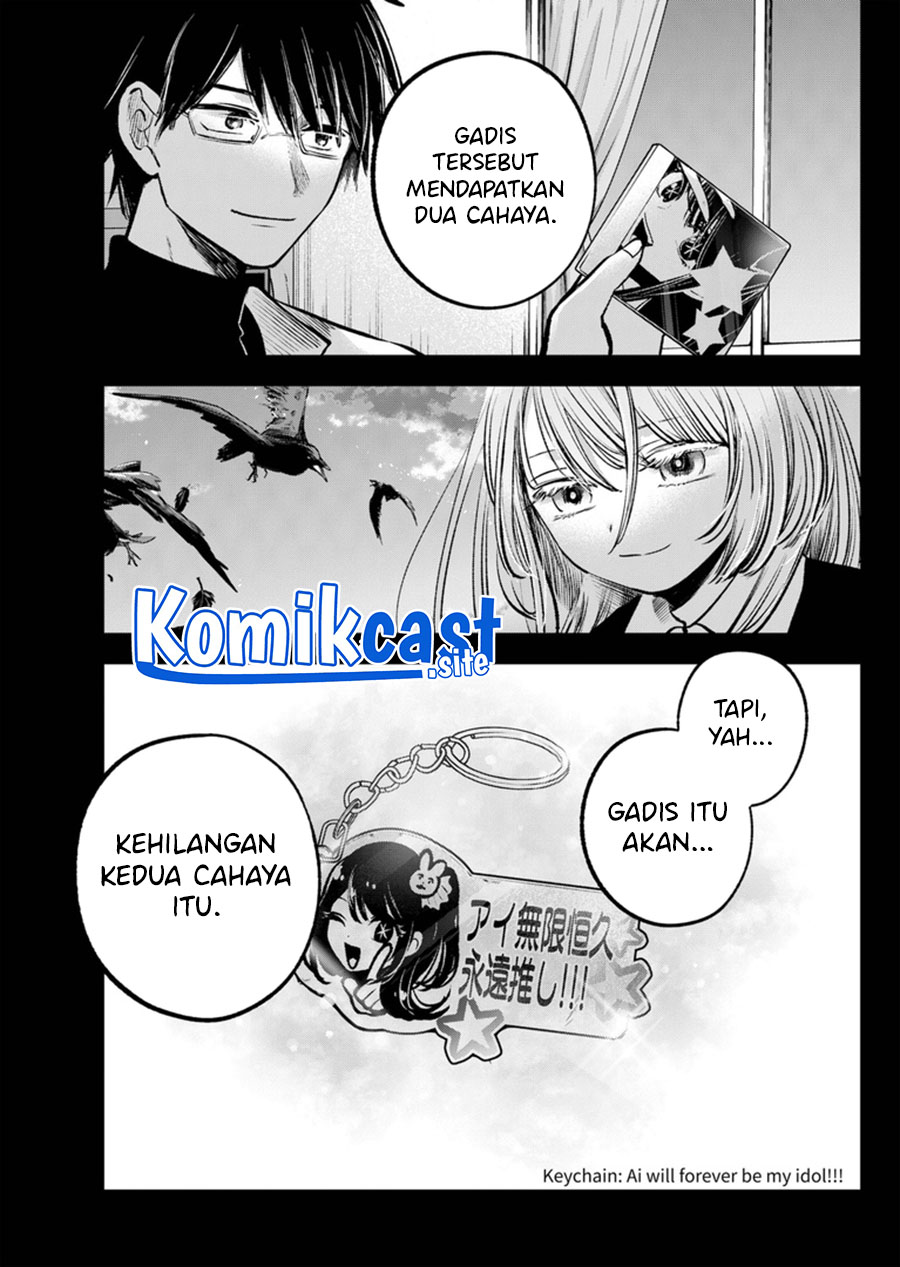 GADIS
TERSEBUT
MENDAPATKAN
DUA CAHAYA.
Komikcast
.site
TAPI,
YAH...
GADIS ITU
AKAN...
KEHILANGAN
KEDUA CAHAYA
ITU.
アイ無限恒久
永遠推し!!!
Keychain: Ai will forever be my idol!!!